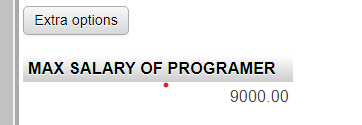 Extra options
MAX SALARY OF PROGRAMER
9000.00